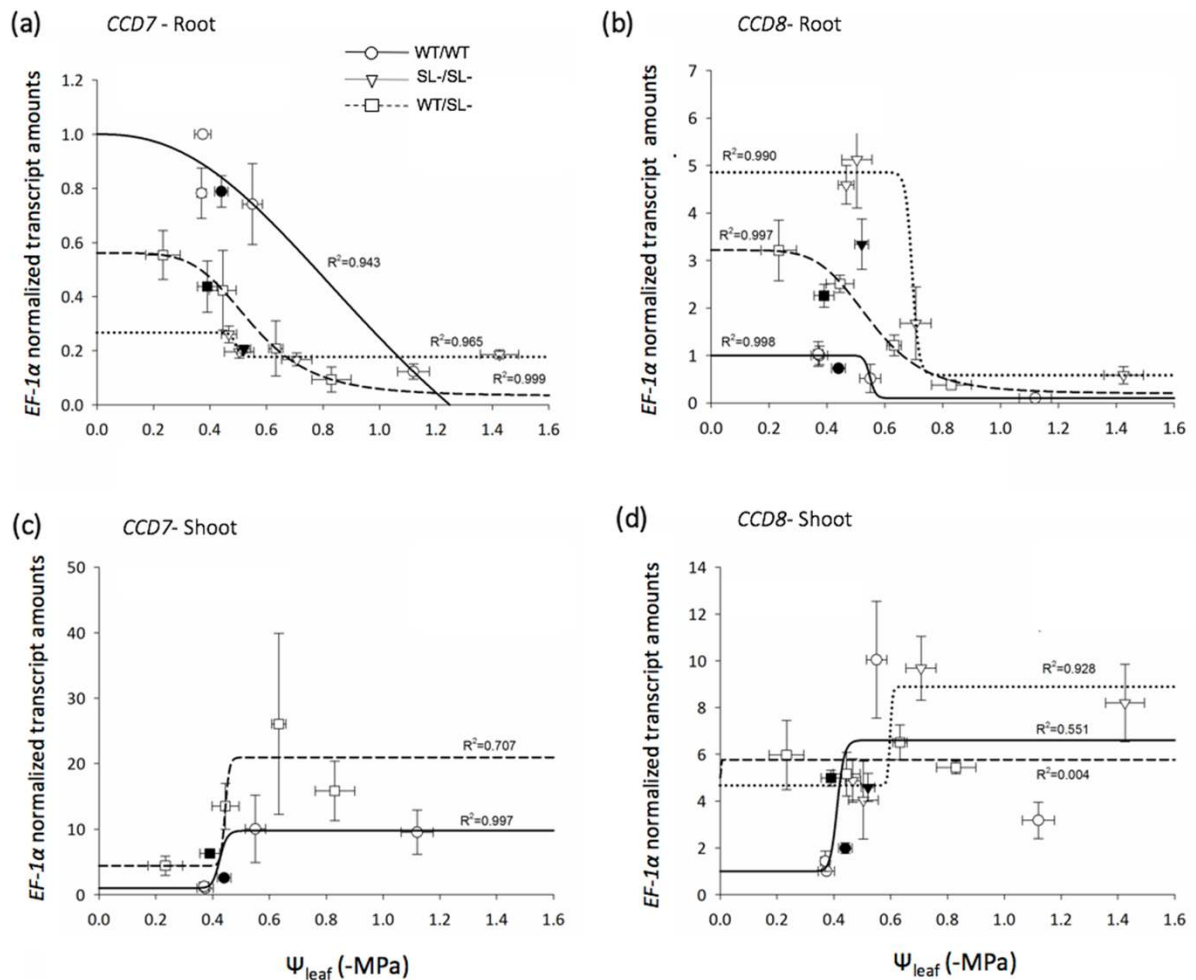 (a)
CCD7 - Root
WT/WT
SL-/SL-
WT/SL-
EF-1α normalized transcript amounts
1.2
1.0
0.8
0.6
0.4
0.2
0.0
R²=0.943
R²=0.965
R²=0.999
0.0 0.2 0.4 0.6 0.8 1.0 1.2 1.4 1.6
(b)
CCD8- Root
EF-1α normalized transcript amounts
7
6
5
4
3
2
1
0
R²=0.990
R²=0.997
R²=0.998
0.0 0.2 0.4 0.6 0.8 1.0 1.2 1.4 1.6
(c)
CCD7- Shoot
EF-1α normalized transcript amounts
50
40
30
20
10
0
R²=0.707
R²=0.997
0.0 0.2 0.4 0.6 0.8 1.0 1.2 1.4 1.6
Ψleaf (-MPa)
(d)
CCD8- Shoot
EF-1α normalized transcript amounts
14
12
10
8
6
4
2
0
R²=0.928
R²=0.551
R²=0.004
0.0 0.2 0.4 0.6 0.8 1.0 1.2 1.4 1.6
Ψleaf (-MPa)